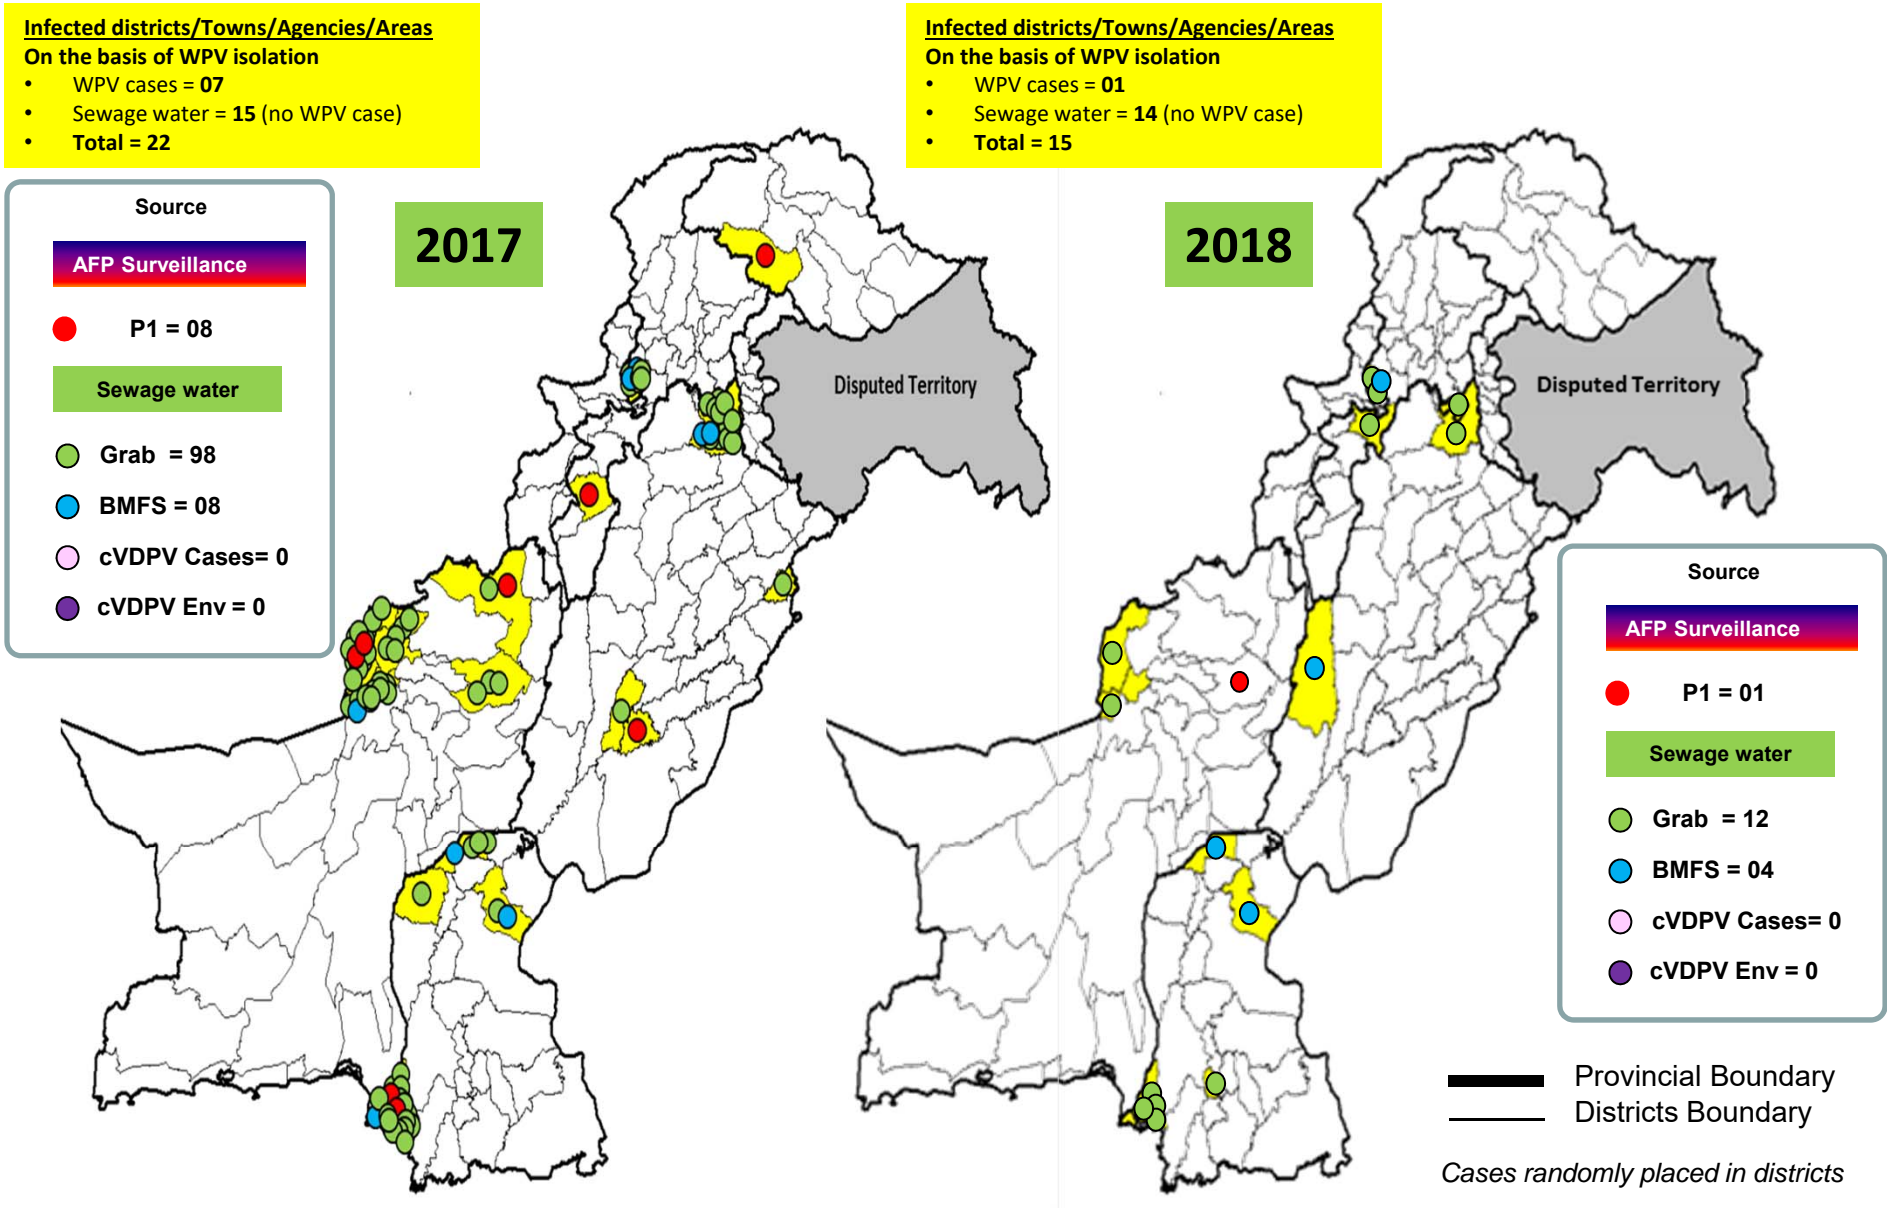 Infected districts/Towns/Agencies/Areas
On the basis of WPV isolation
• WPV cases = 07
• Sewage water = 15 (no WPV case)
• Total = 22
Infected districts/Towns/Agencies/Areas
On the basis of WPV isolation
• WPV cases = 01
• Sewage water = 14 (no WPV case)
• Total = 15
Source
AFP Surveillance
P1 = 08
Sewage water
Grab = 98
BMFS = 08
cVDPV Cases= 0
cVDPV Env = 0
2017
Disputed Territory
2018
Disputed Territory
Source
AFP Surveillance
P1 = 01
Sewage water
Grab = 12
BMFS = 04
cVDPV Cases= 0
cVDPV Env = 0
Provincial Boundary
Districts Boundary
Cases randomly placed in districts